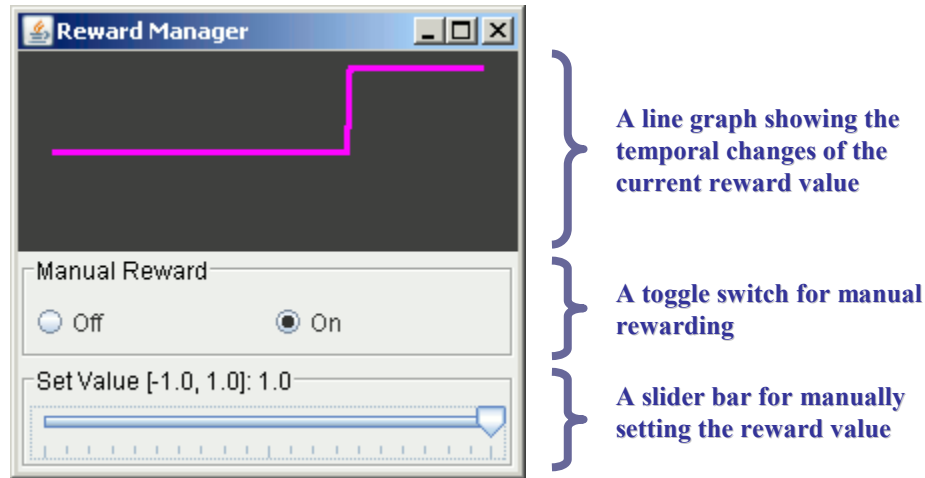 Reward Manager
A line graph showing the
temporal changes of the
current reward value
Manual Reward
Off
On
A toggle switch for manual
rewarding
Set Value [-1.0, 1.0]: 1.0
A slider bar for manually
setting the reward value